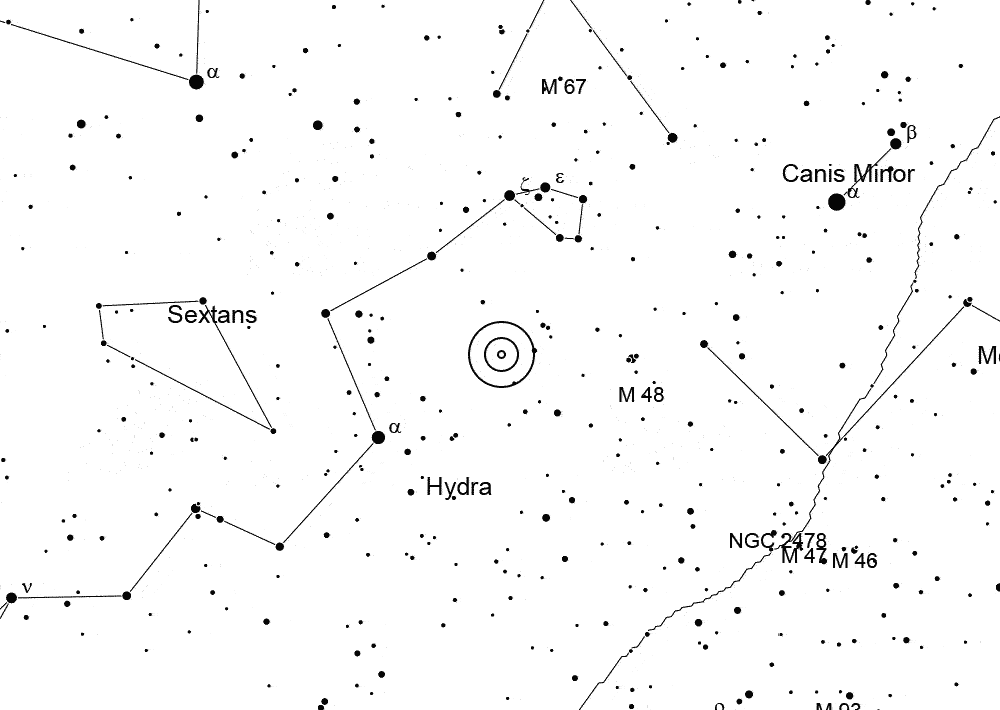 α
M 67
β
Canis Minor
α
ζ ε
Sextans
M 48
α
Hydra
NGC 2478
M 47 M 46
ν